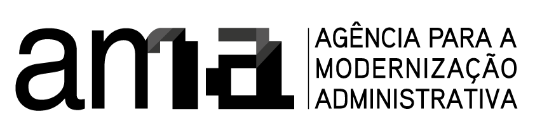 ama
AGÊNCIA PARA A
MODERNIZAÇÃO
ADMINISTRATIVA